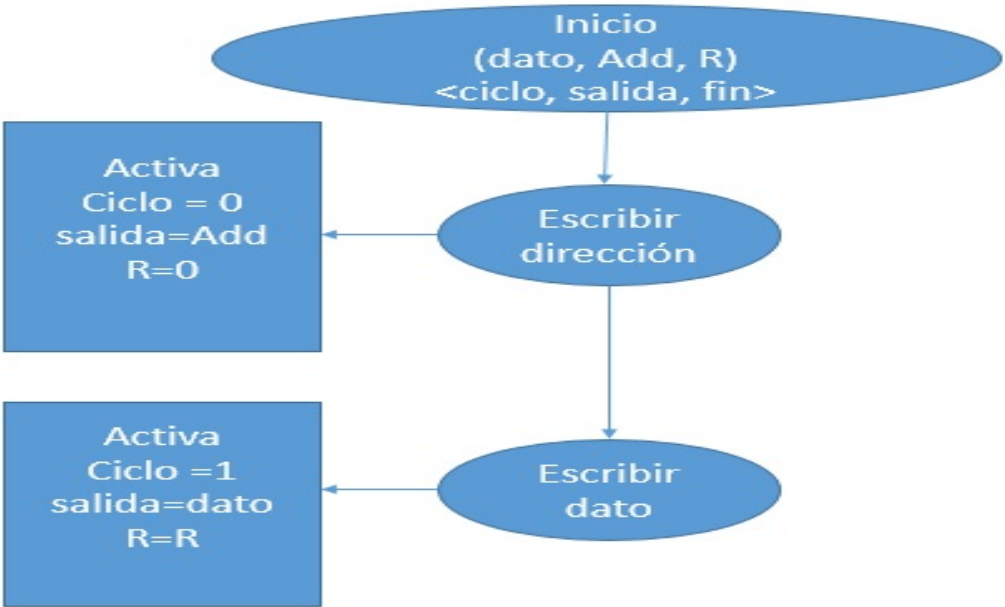 Inicio
(dato, Add, R)
<ciclo, salida, fin>
Activa
Ciclo = 0
salida=Add
R=0
Escribir
dirección
Activa
Ciclo =1
salida=dato
R=R
Escribir
dato